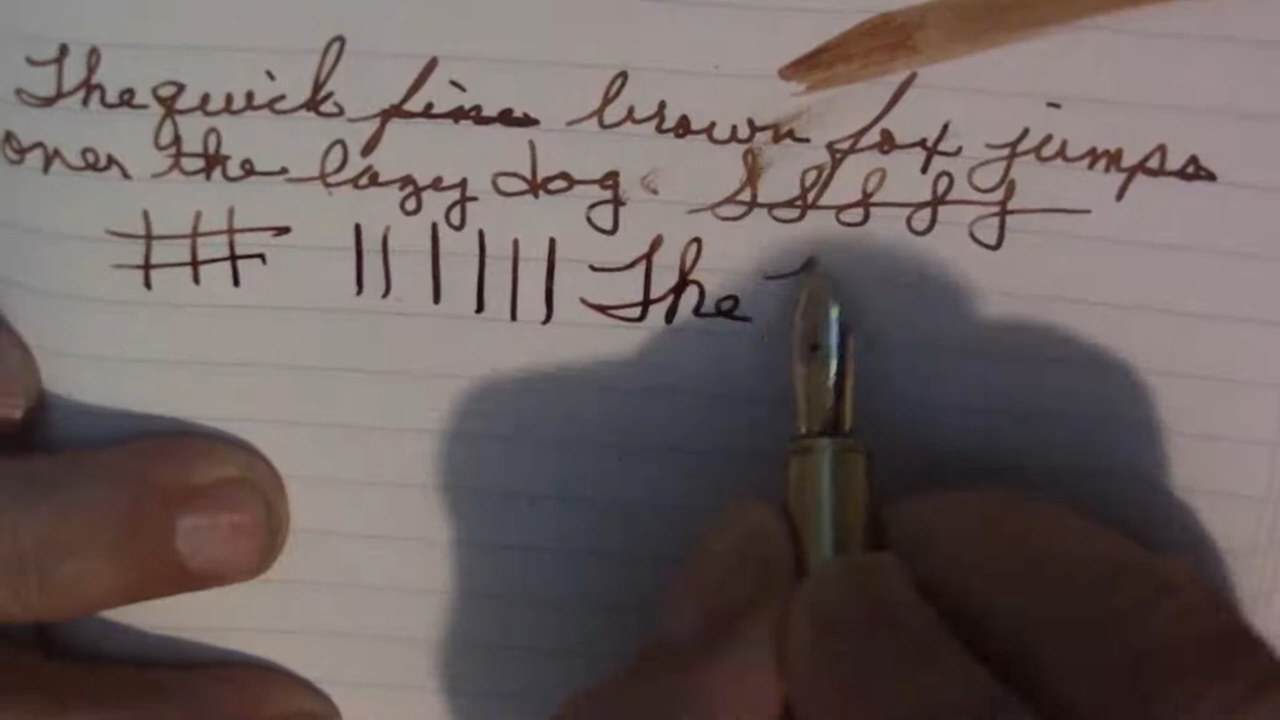 The quick fine brown fox jumps
over the lazy dog. S S S S S
The